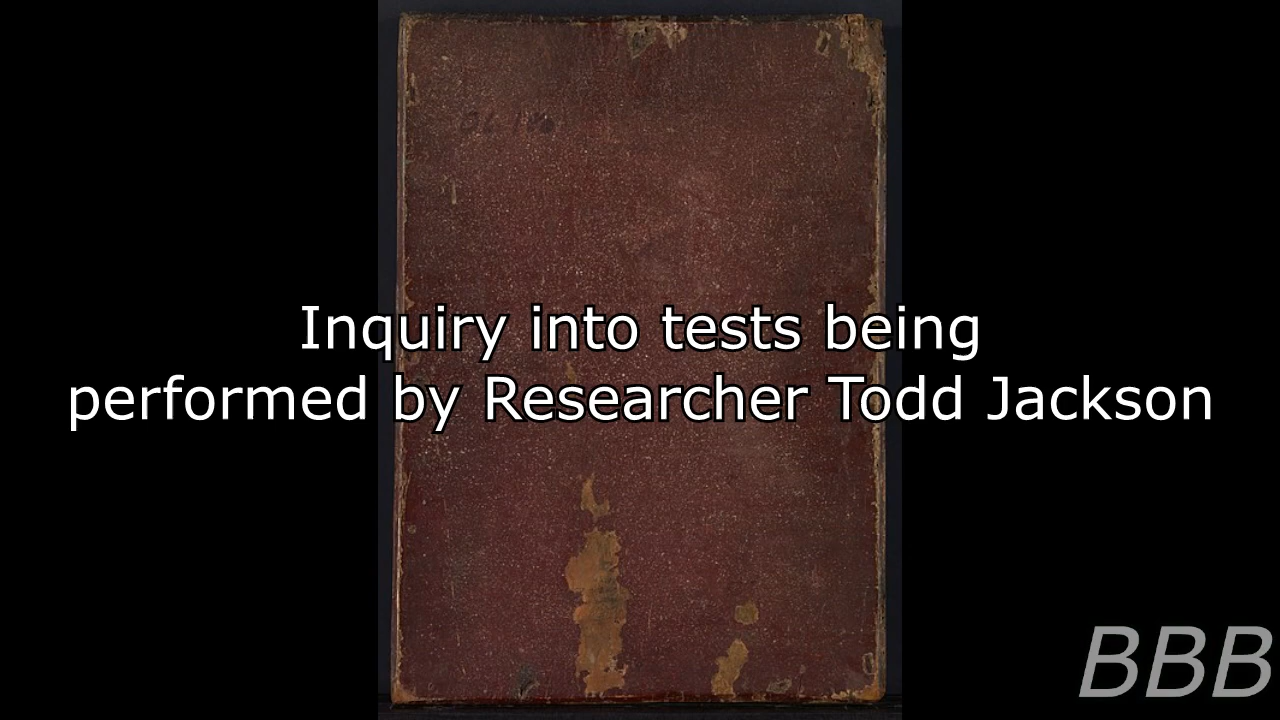 Inquiry into tests being
performed by Researcher Todd Jackson
BBB